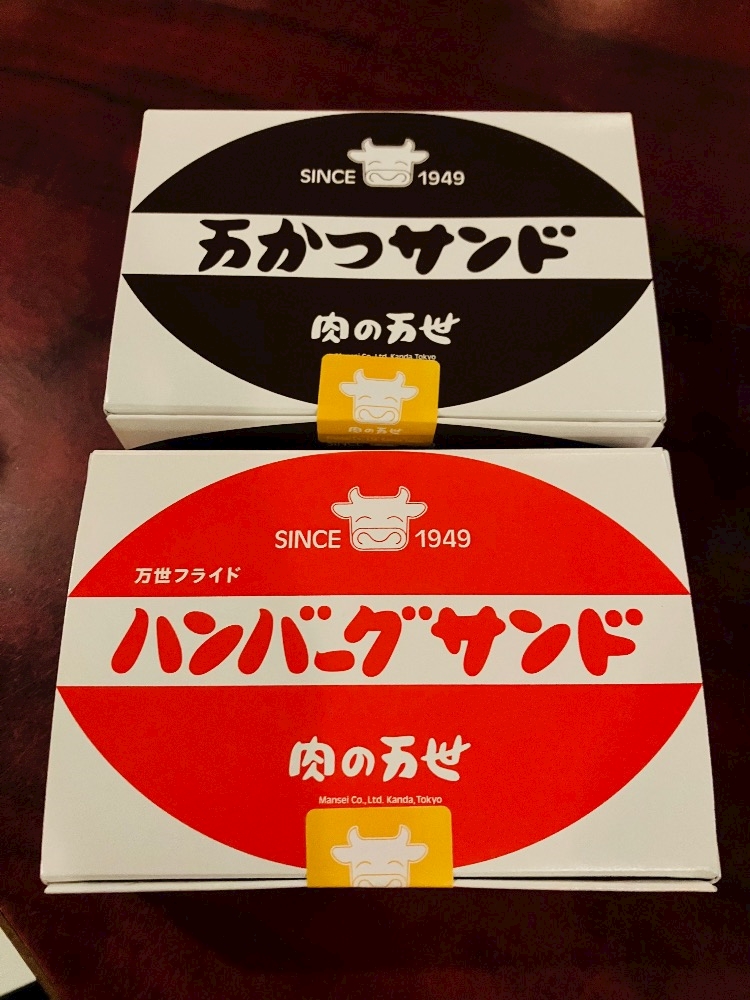 SINCE 1949
万かつサンド
肉の万世
Mansei Co., Ltd. Kanda, Tokyo
肉の万世
SINCE 1949
万世フライド
ハンバーグサンド
肉の万世
Mansei Co., Ltd. Kanda, Tokyo